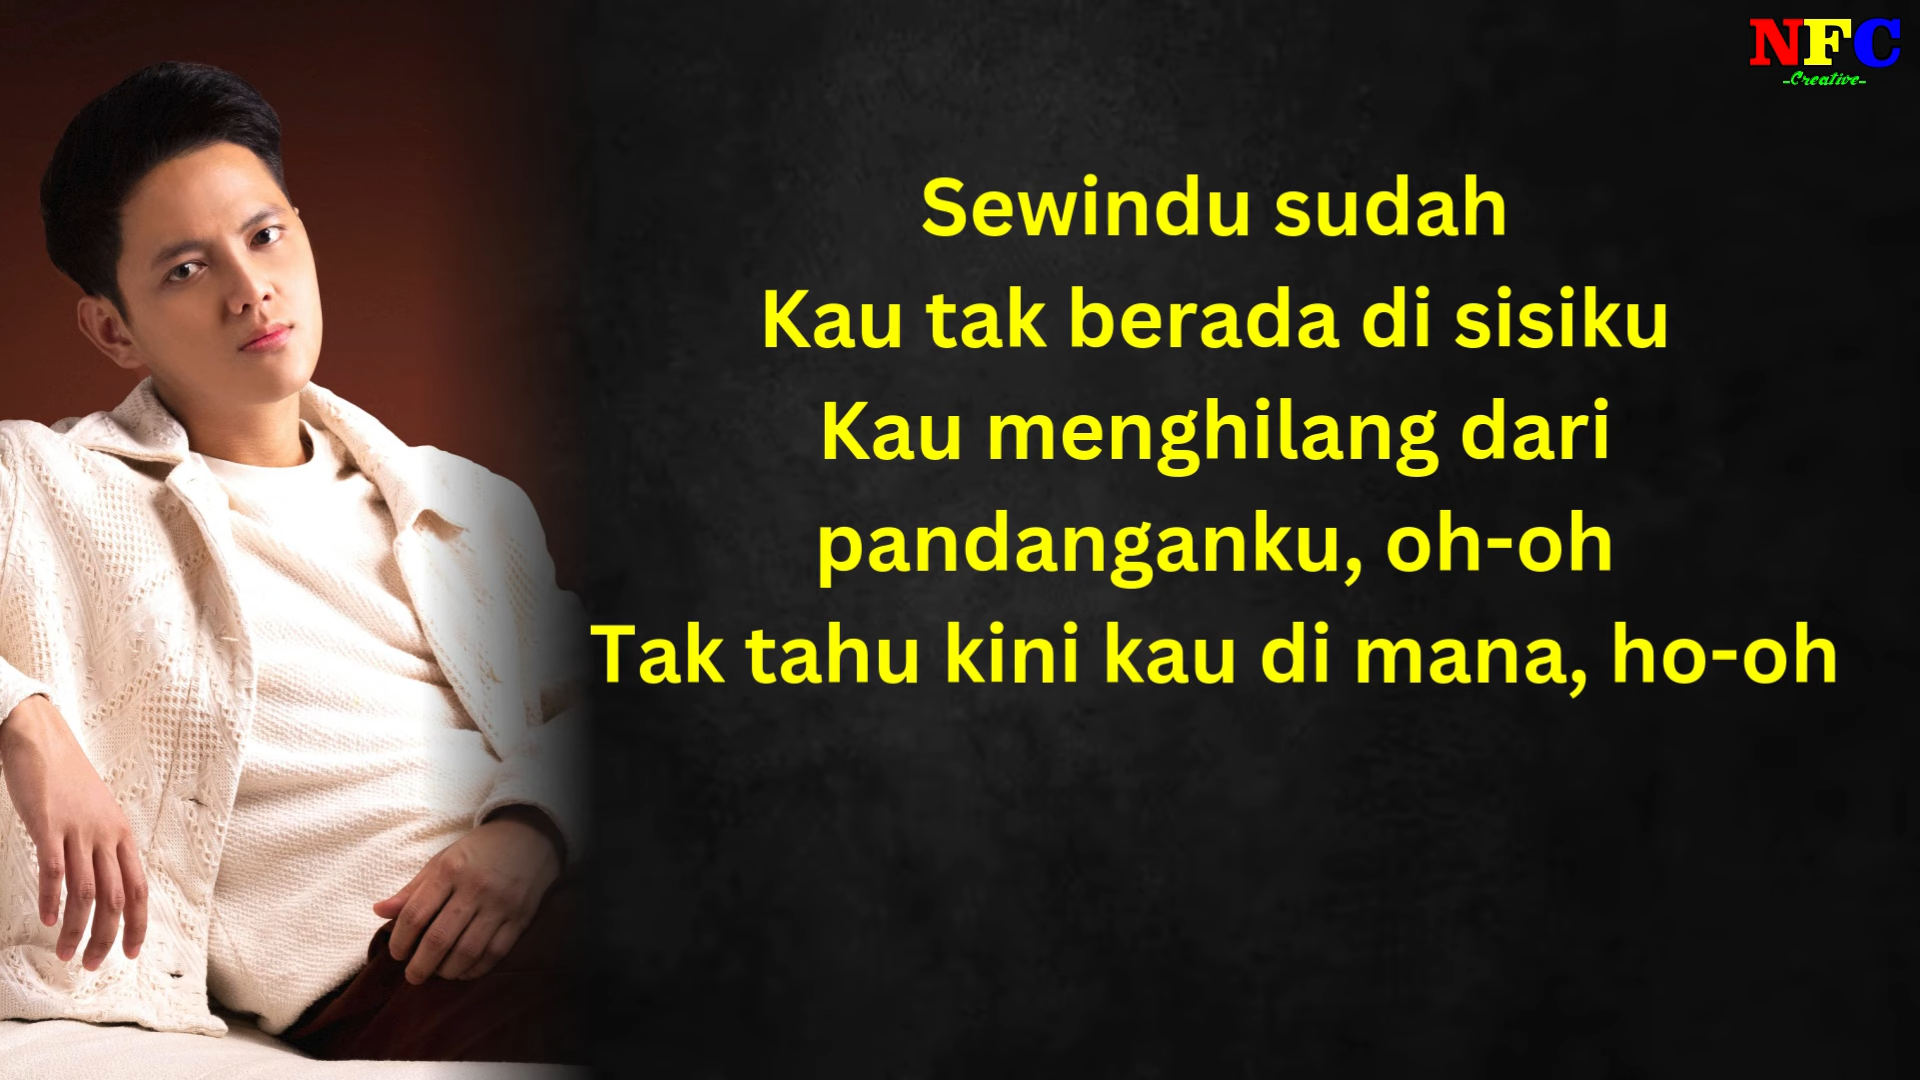 NFC
-Creative-
Sewindu sudah
Kau tak berada di sisiku
Kau menghilang dari
pandanganku, oh-oh
Tak tahu kini kau di mana, ho-oh